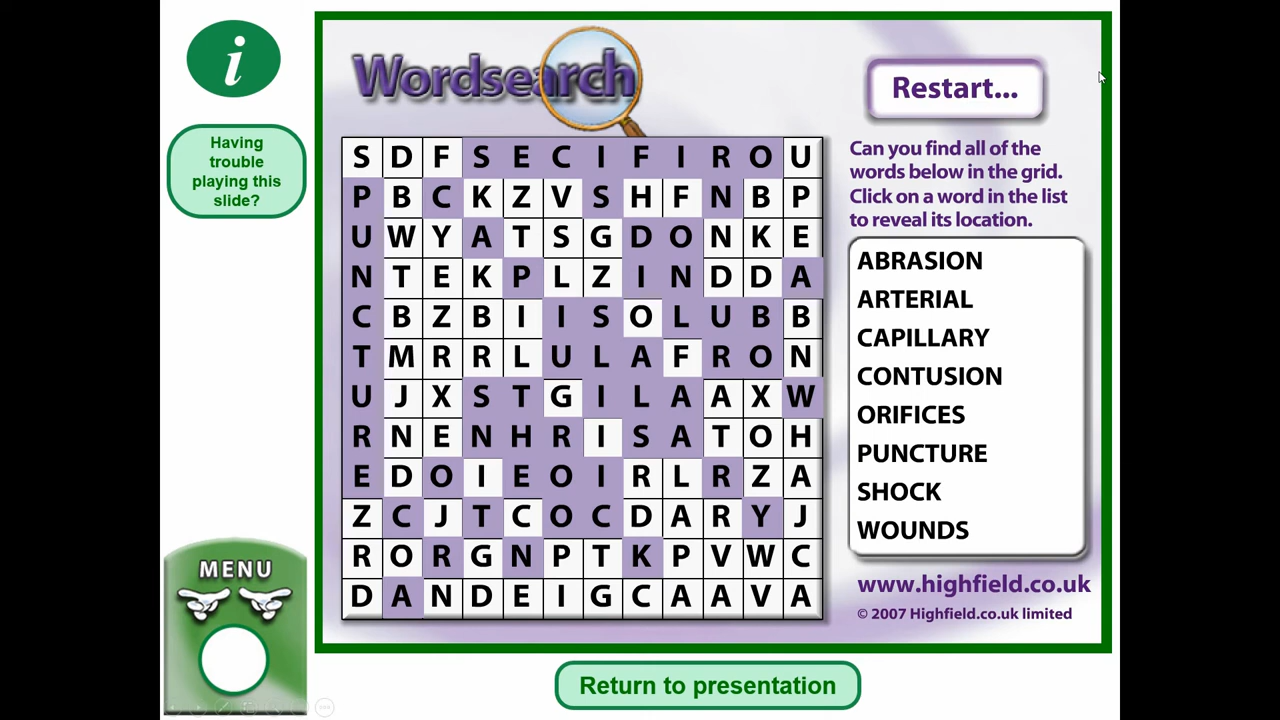 i
Having
trouble
playing this
slide?
Wordsearch
Restart...
Can you find all of the
words below in the grid.
Click on a word in the list
to reveal its location.
S D F S E C I F I R O U
P B C K Z V S H F N B P
U W Y A T S G D O N K E
N T E K P L Z I N D D A
C B Z B I I S O L U B B
T M R R L U L A F R O N
U J X S T G I L A A X W
R N E N H R I S A T O H
E D O I E O I R L R Z A
Z C J T C O C D A R Y J
R O R G N P T K P V W C
D A N D E I G C A A V A
ABRASION
ARTERIAL
CAPILLARY
CONTUSION
ORIFICES
PUNCTURE
SHOCK
WOUNDS
www.highfield.co.uk
© 2007 Highfield.co.uk limited
MENU
Return to presentation